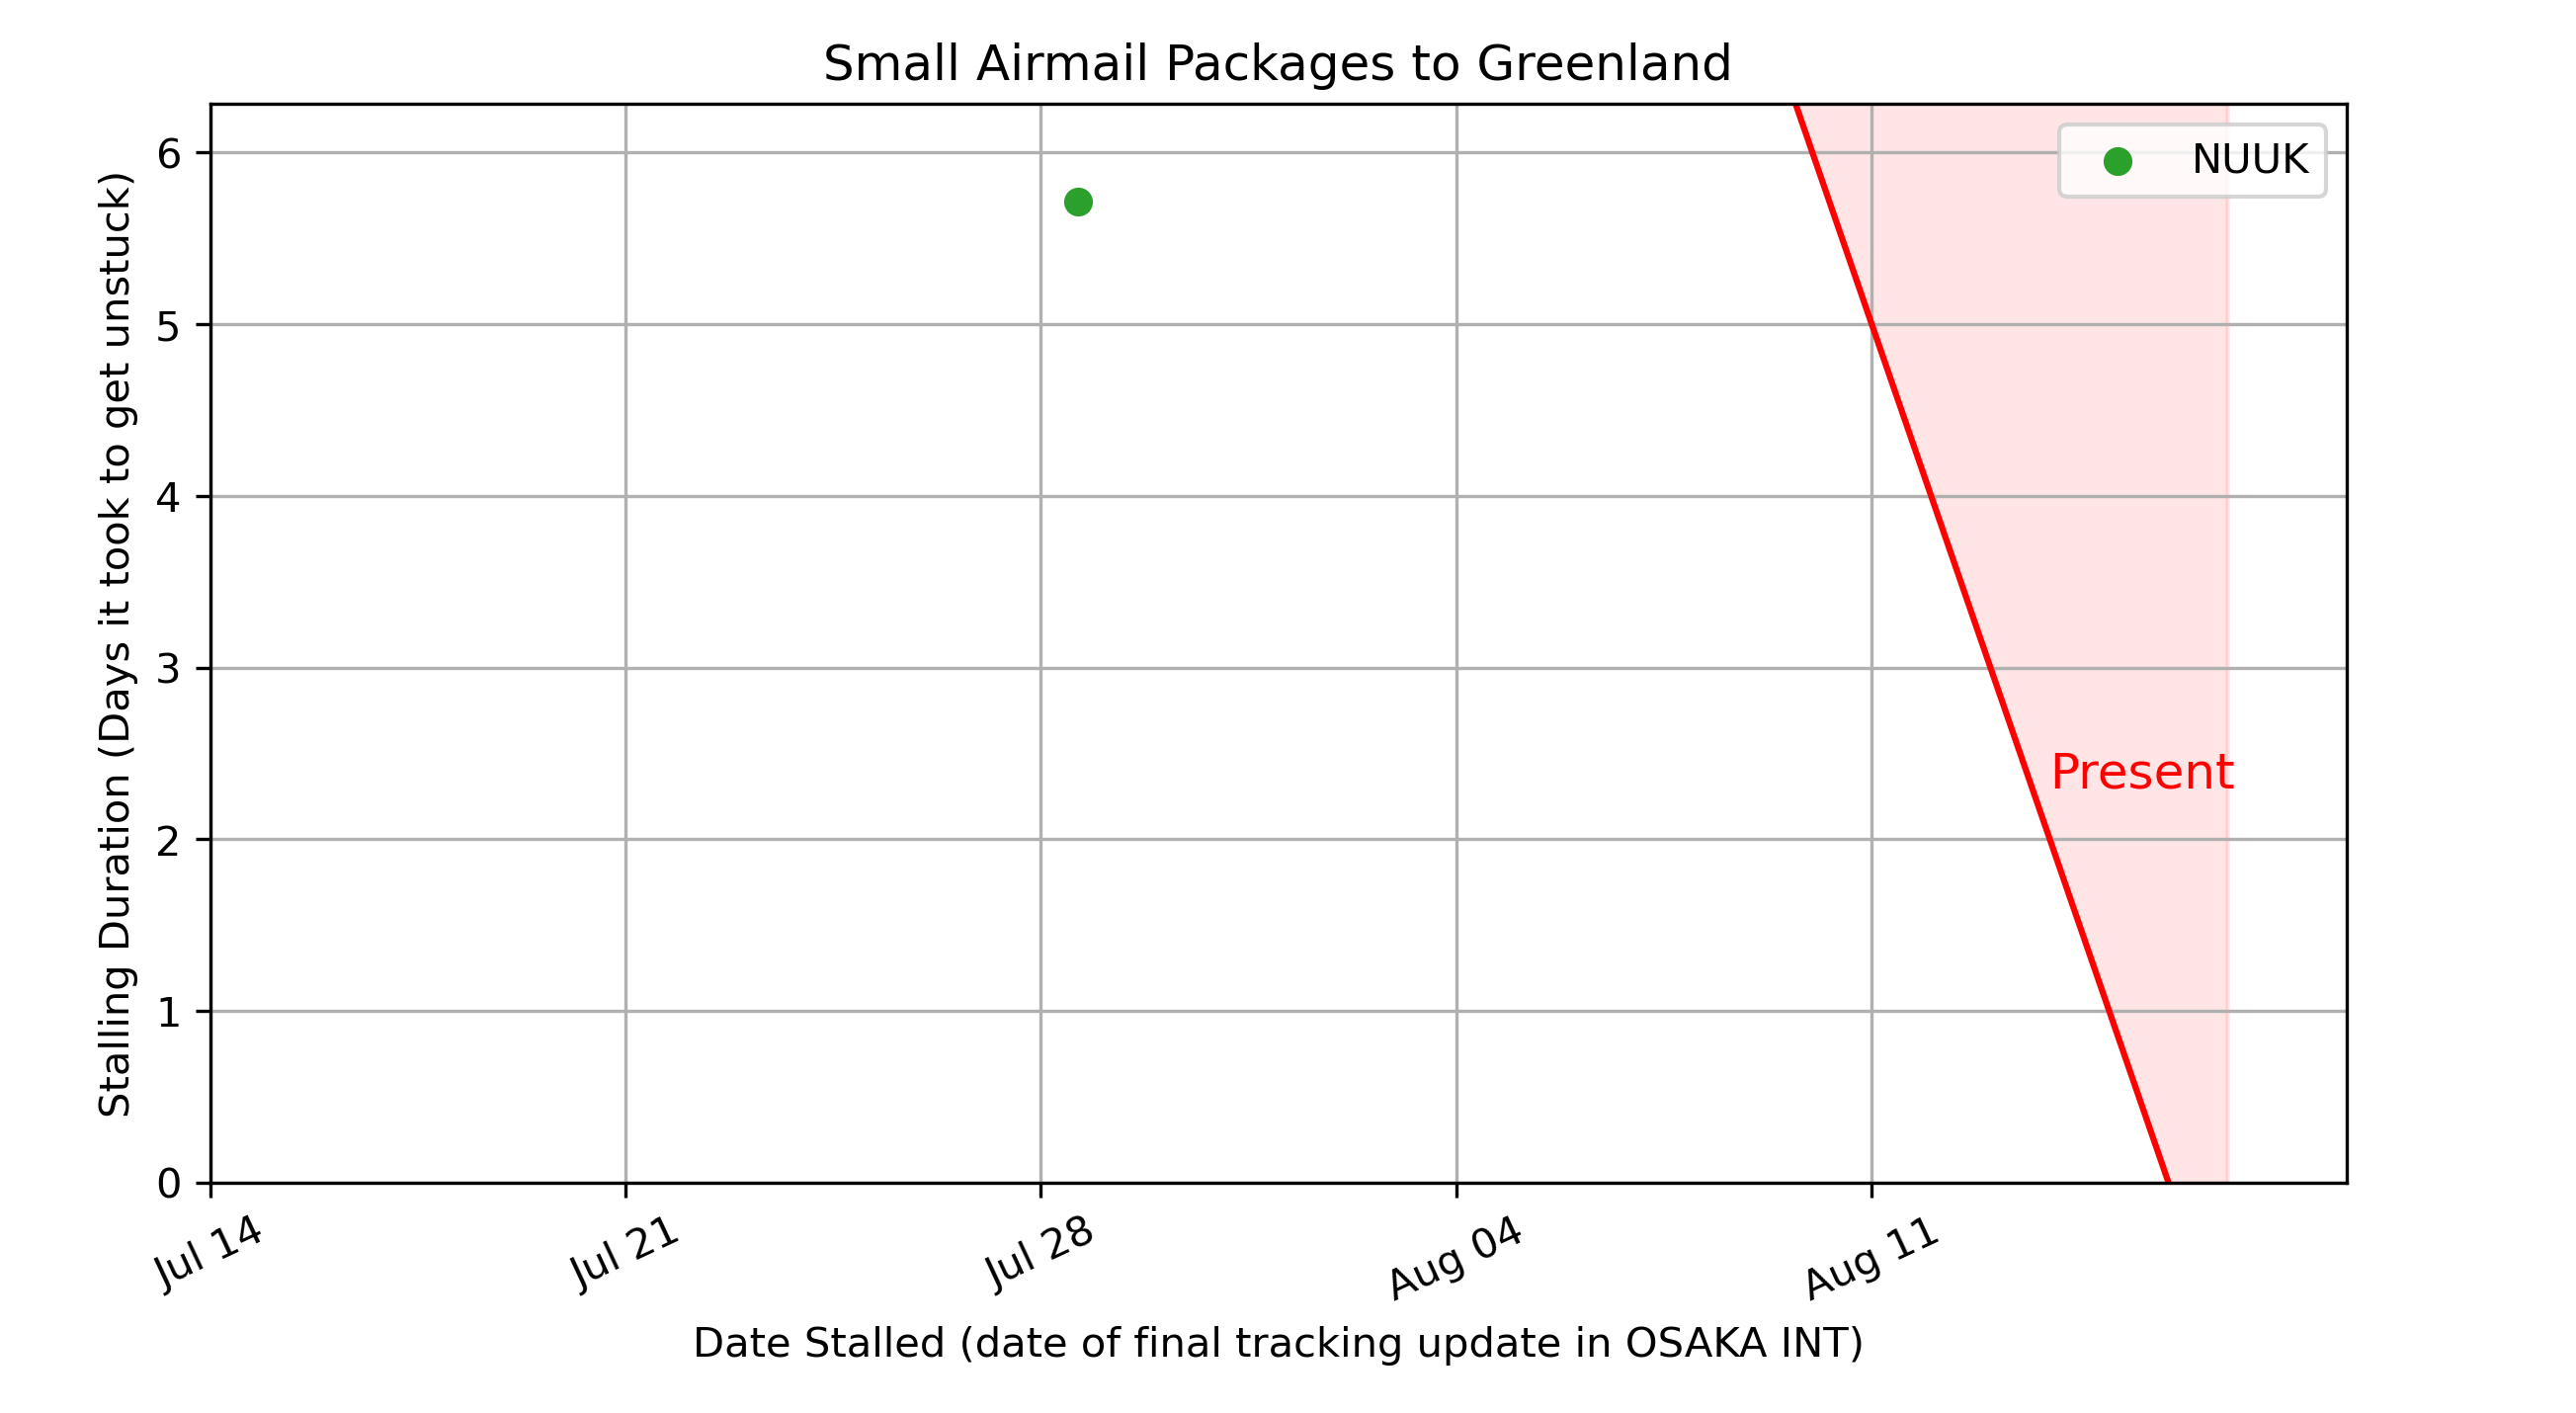 Small Airmail Packages to Greenland
NUUK
Stalling Duration (Days it took to get unstuck)
6
5
4
3
2
1
0
Present
Jul 14
Jul 21
Jul 28
Aug 04
Aug 11
Date Stalled (date of final tracking update in OSAKA INT)